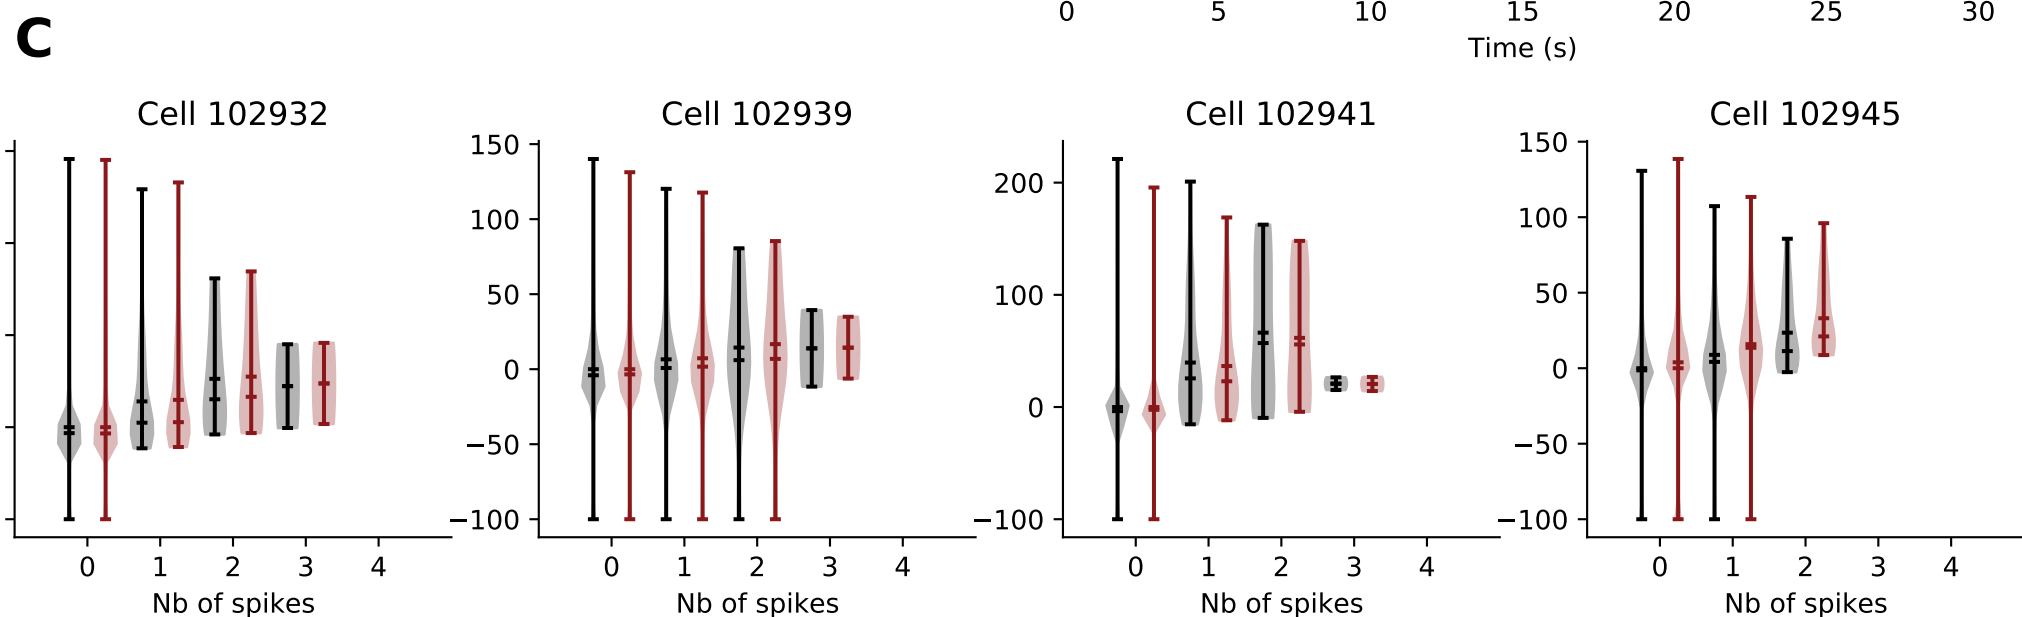 0 5 10 15 20 25 30
Time (s)
C
Cell 102932
0 1 2 3 4
Nb of spikes
Cell 102939
150
100
50
0
−50
−100
0 1 2 3 4
Nb of spikes
Cell 102941
200
100
0
−100
0 1 2 3 4
Nb of spikes
Cell 102945
150
100
50
0
−50
−100
0 1 2 3 4
Nb of spikes